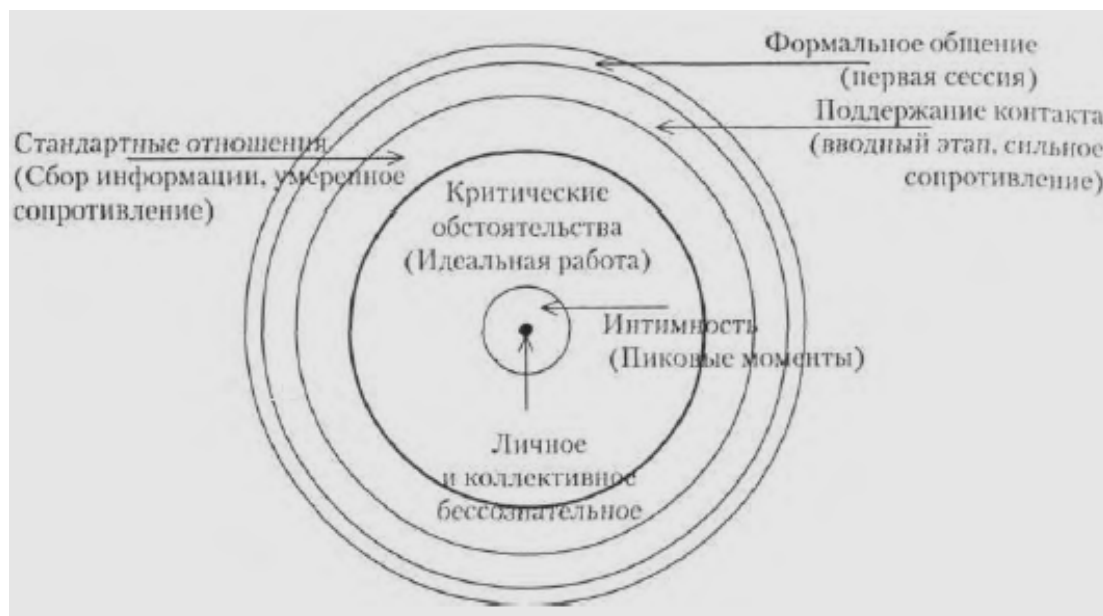 Формальное общение
(первая сессия)
Поддержание контакта
(вводный этап, сильное
сопротивление)
Стандартные отношения
(Сбор информации, умеренное
сопротивление)
Критические
обстоятельства
(Идеальная работа)
Интимность
(Пиковые моменты)
Личное
и коллективное
бессознательное